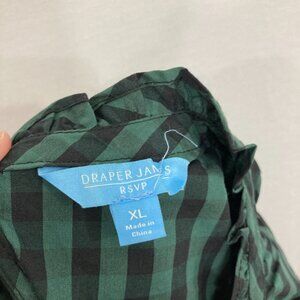 DRAPER JAMES
RSVP
XL
Made in
China